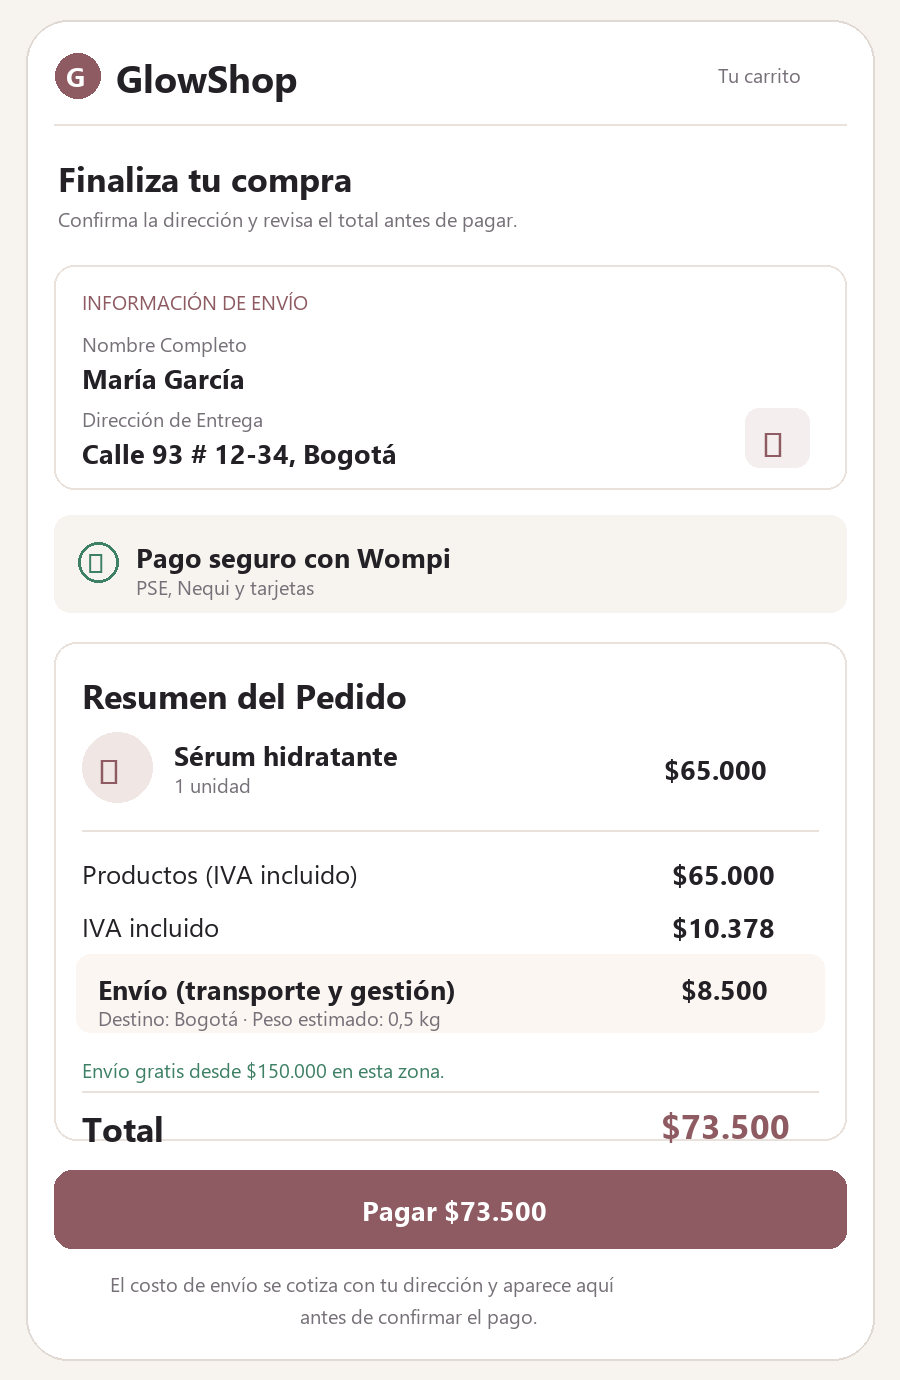 G GlowShop
Tu carrito
Finaliza tu compra
Confirma la dirección y revisa el total antes de pagar.
INFORMACIÓN DE ENVÍO
Nombre Completo
María García
Dirección de Entrega
Calle 93 # 12-34, Bogotá
Pago seguro con Wompi
PSE, Nequi y tarjetas
Resumen del Pedido
Sérum hidratante
1 unidad
$65.000
Productos (IVA incluido) $65.000
IVA incluido $10.378
Envío (transporte y gestión) $8.500
Destino: Bogotá · Peso estimado: 0,5 kg
Envío gratis desde $150.000 en esta zona.
Total $73.500
Pagar $73.500
El costo de envío se cotiza con tu dirección y aparece aquí
antes de confirmar el pago.